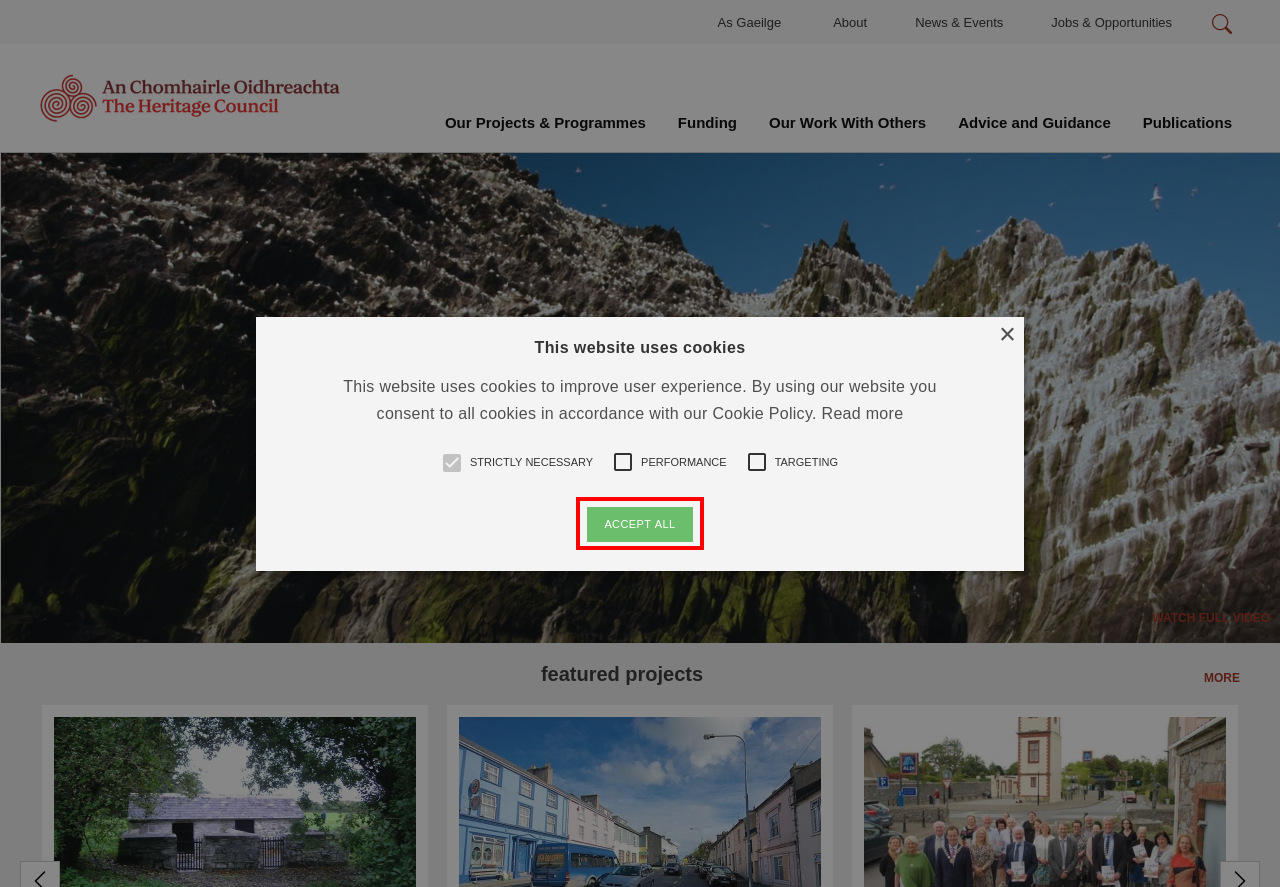 As Gaeilge
About
News & Events
Jobs & Opportunities
An Chomhairle Oidhreachta
The Heritage Council
Our Projects & Programmes
Funding
Our Work With Others
Advice and Guidance
Publications
This website uses cookies
×
This website uses cookies to improve user experience. By using our website you
consent to all cookies in accordance with our Cookie Policy. Read more
STRICTLY NECESSARY
PERFORMANCE
TARGETING
ACCEPT ALL
WATCH FULL VIDEO
featured projects
MORE